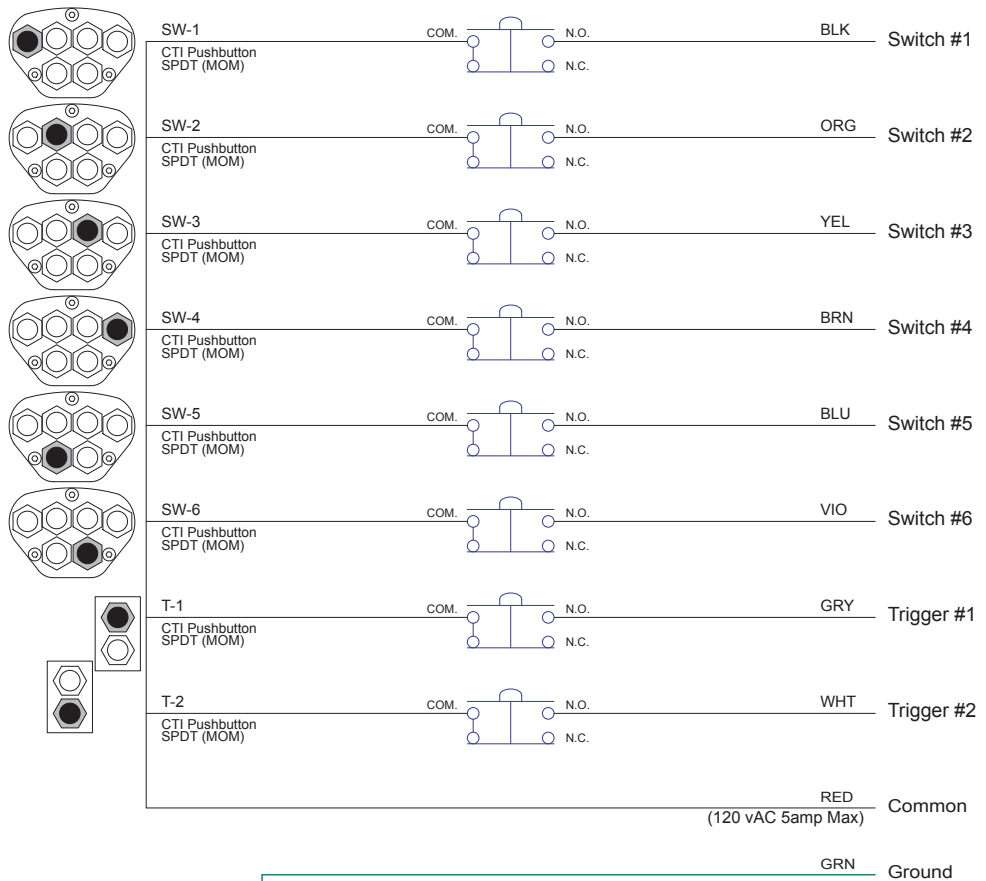 SW-1 COM. N.O. BLK Switch #1
CTI Pushbutton
SPDT (MOM) N.C.
SW-2 COM. N.O. ORG Switch #2
CTI Pushbutton
SPDT (MOM) N.C.
SW-3 COM. N.O. YEL Switch #3
CTI Pushbutton
SPDT (MOM) N.C.
SW-4 COM. N.O. BRN Switch #4
CTI Pushbutton
SPDT (MOM) N.C.
SW-5 COM. N.O. BLU Switch #5
CTI Pushbutton
SPDT (MOM) N.C.
SW-6 COM. N.O. VIO Switch #6
CTI Pushbutton
SPDT (MOM) N.C.
T-1 COM. N.O. GRY Trigger #1
CTI Pushbutton
SPDT (MOM) N.C.
T-2 COM. N.O. WHT Trigger #2
CTI Pushbutton
SPDT (MOM) N.C.
RED Common
(120 vAC 5amp Max)
GRN Ground